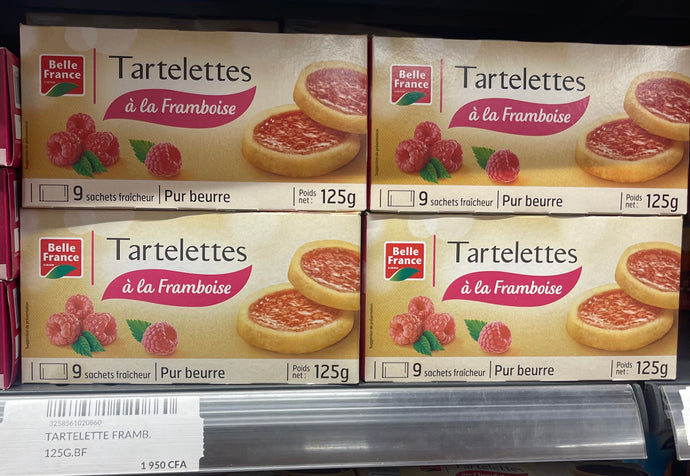 Belle
France
Tartelettes
à la Framboise
9 sachets fraîcheur
Pur beurre
Poids
net :
125g
Belle
France
Tartelettes
à la Framboise
9 sachets fraîcheur
Pur beurre
Poids
net :
125g
Belle
France
Tartelettes
à la Framboise
9 sachets fraîcheur
Pur beurre
Poids
net :
125g
Belle
France
Tartelettes
à la Framboise
9 sachets fraîcheur
Pur beurre
Poids
net :
125g
3258561020860
TARTELETTE FRAMB.
125G.BF
1 950 CFA